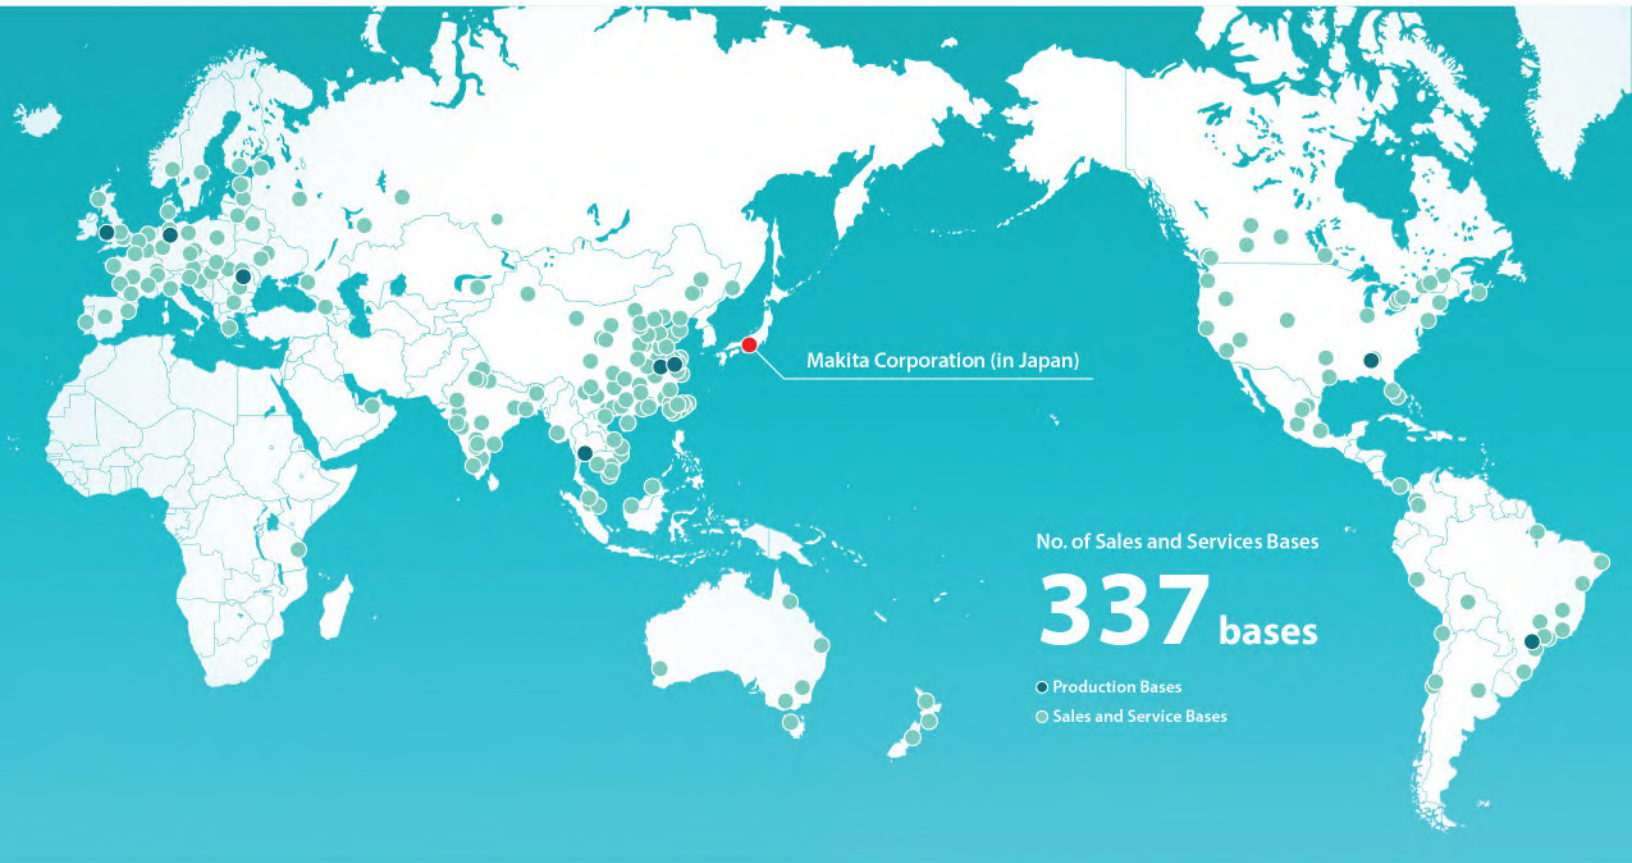 Makita Corporation (in Japan)
No. of Sales and Services Bases
337 bases
Production Bases
Sales and Service Bases